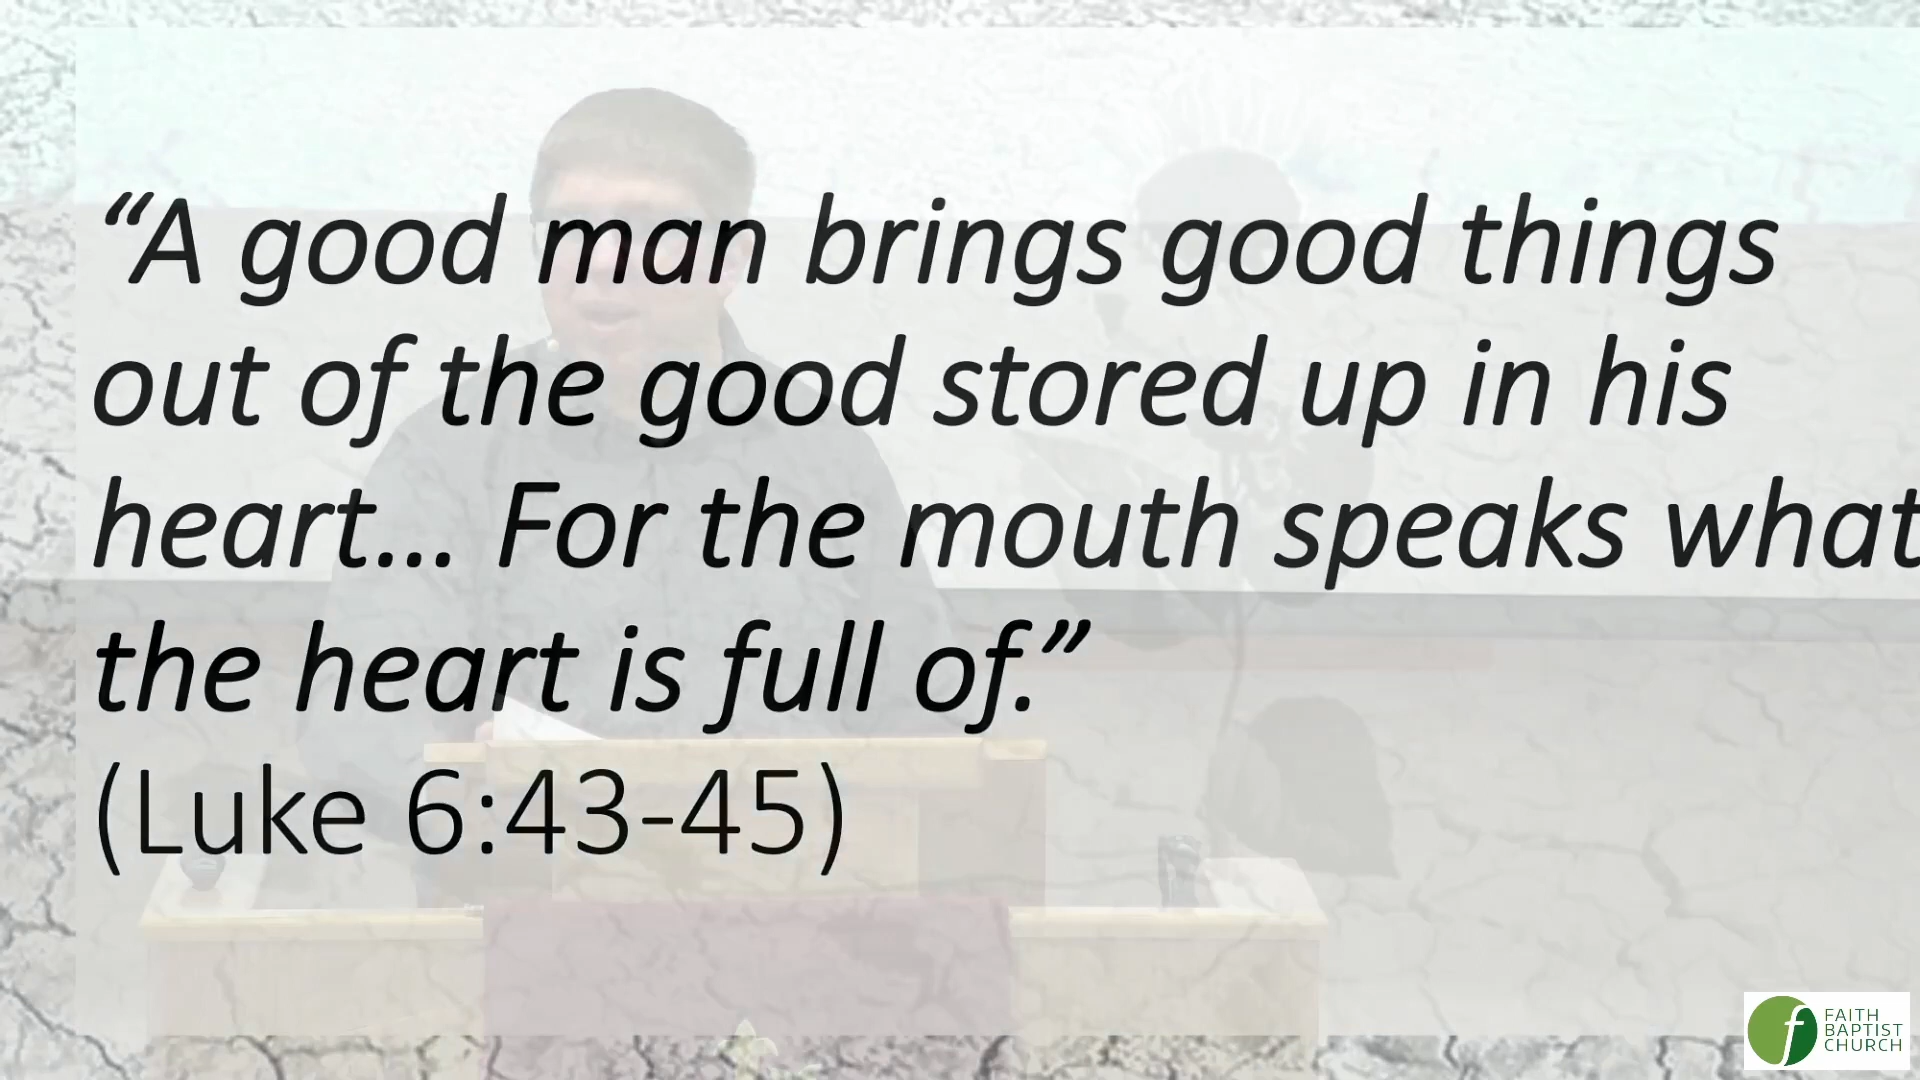 “A good man brings good things
out of the good stored up in his
heart... For the mouth speaks what
the heart is full of.”
(Luke 6:43-45)
f
FAITH
BAPTIST
CHURCH